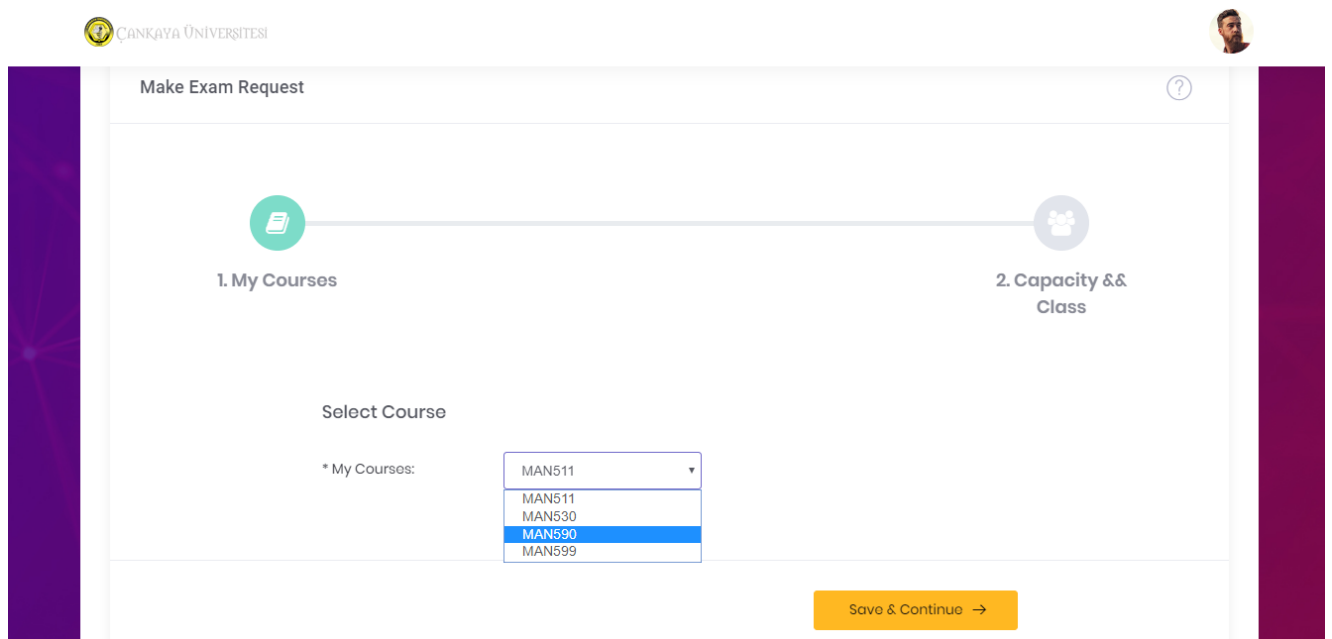 ÇANKAYA ÜNİVERSİTESİ
Make Exam Request
?
1. My Courses
2. Capacity &&
Class
Select Course
* My Courses:
MAN511
MAN511
MAN530
MAN590
MAN599
Save & Continue →